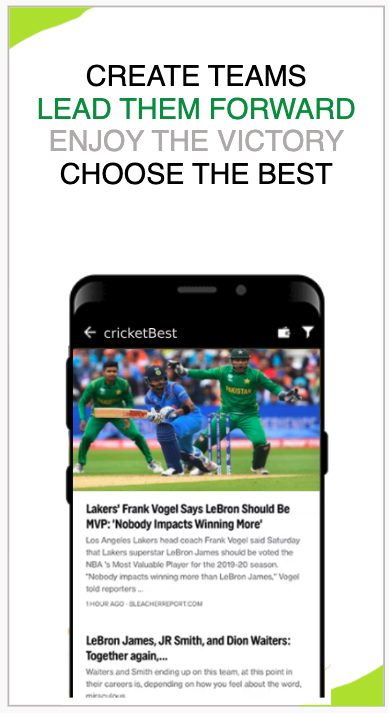 CREATE TEAMS
LEAD THEM FORWARD
ENJOY THE VICTORY
CHOOSE THE BEST
cricketBest
PAKISTAN
Lakers' Frank Vogel Says LeBron Should Be
MVP: 'Nobody Impacts Winning More'
Los Angeles Lakers head coach Frank Vogel said Saturday
that Lakers superstar LeBron James should be voted the
NBA 's Most Valuable Player for the 2019-20 season.
"Nobody impacts winning more than LeBron James," Vogel
told reporters ...
1 HOUR AGO - BLEACHERREPORT.COM
LeBron James, JR Smith, and Dion Waiters:
Together again,...
Waiters and Smith ending up on this team, at this point in
their careers is, depending on how you feel about the word,
miraculous